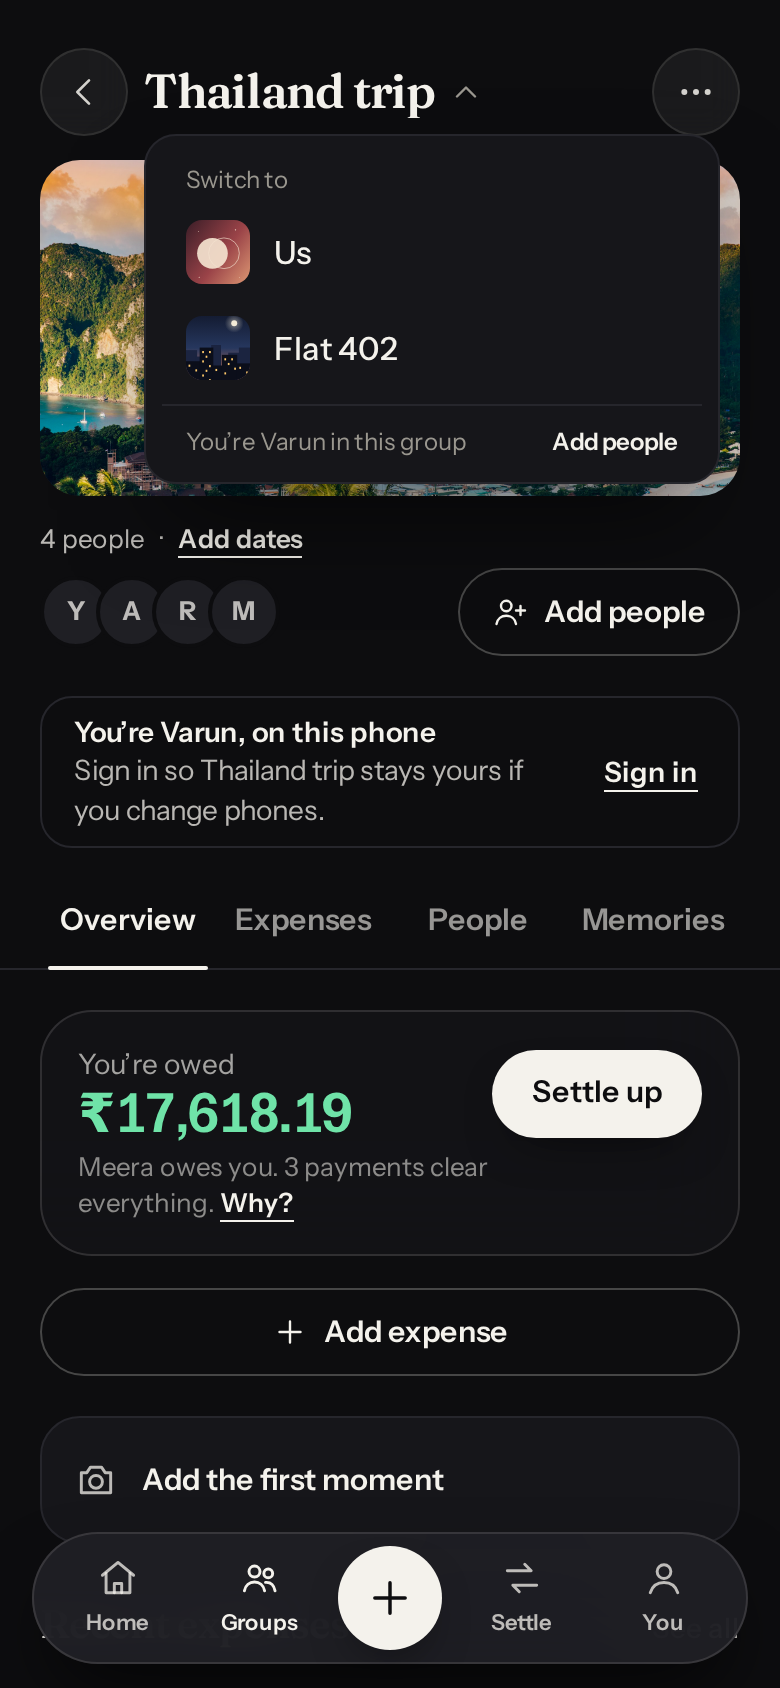 Thailand trip
Switch to
Us
Flat 402
You're Varun in this group
Add people
4 people · Add dates
Y A R M
Add people
You're Varun, on this phone
Sign in so Thailand trip stays yours if
you change phones.
Sign in
Overview Expenses People Memories
You're owed
₹17,618.19
Settle up
Meera owes you. 3 payments clear
everything. Why?
Add expense
Add the first moment
Home Groups Settle You